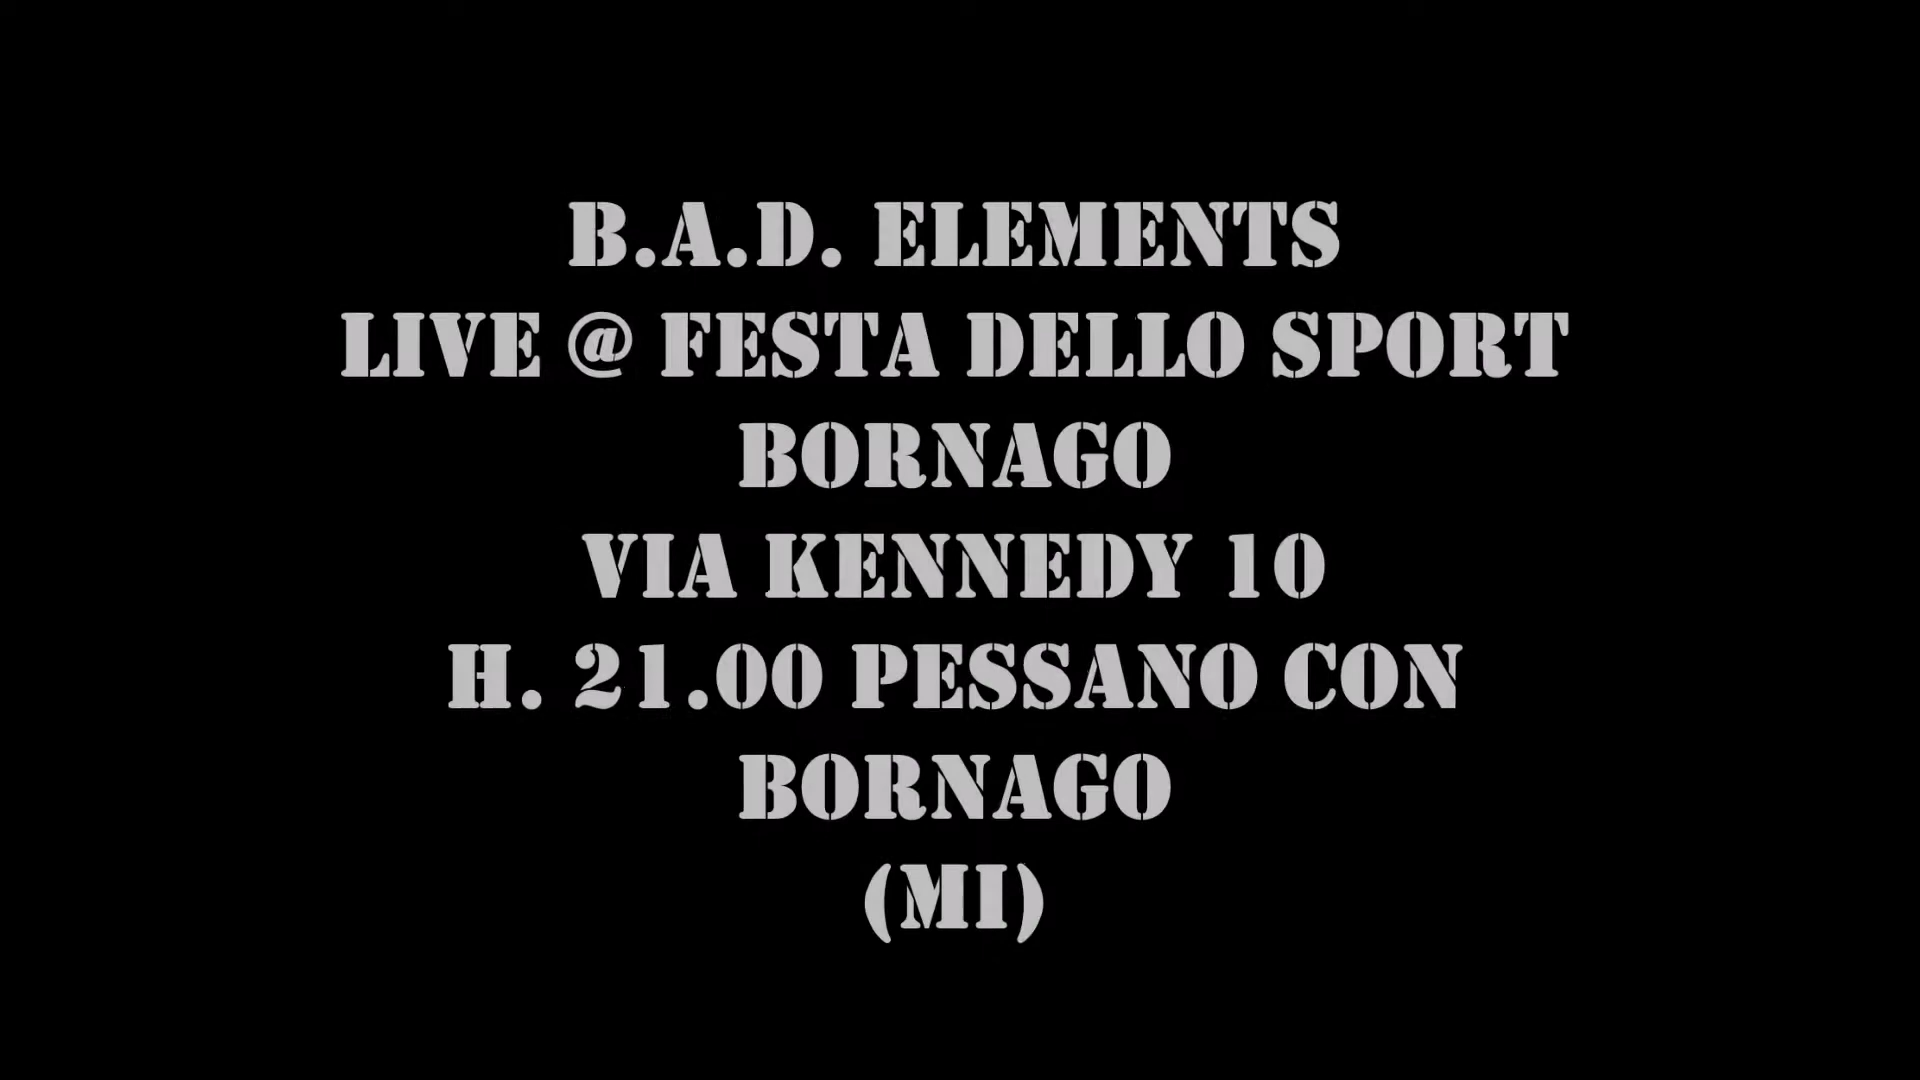 B.A.D. ELEMENTS
LIVE @ FESTA DELLO SPORT
BORNAGO
VIA KENNEDY 10
H. 21.00 PESSANO CON
BORNAGO
(MI)